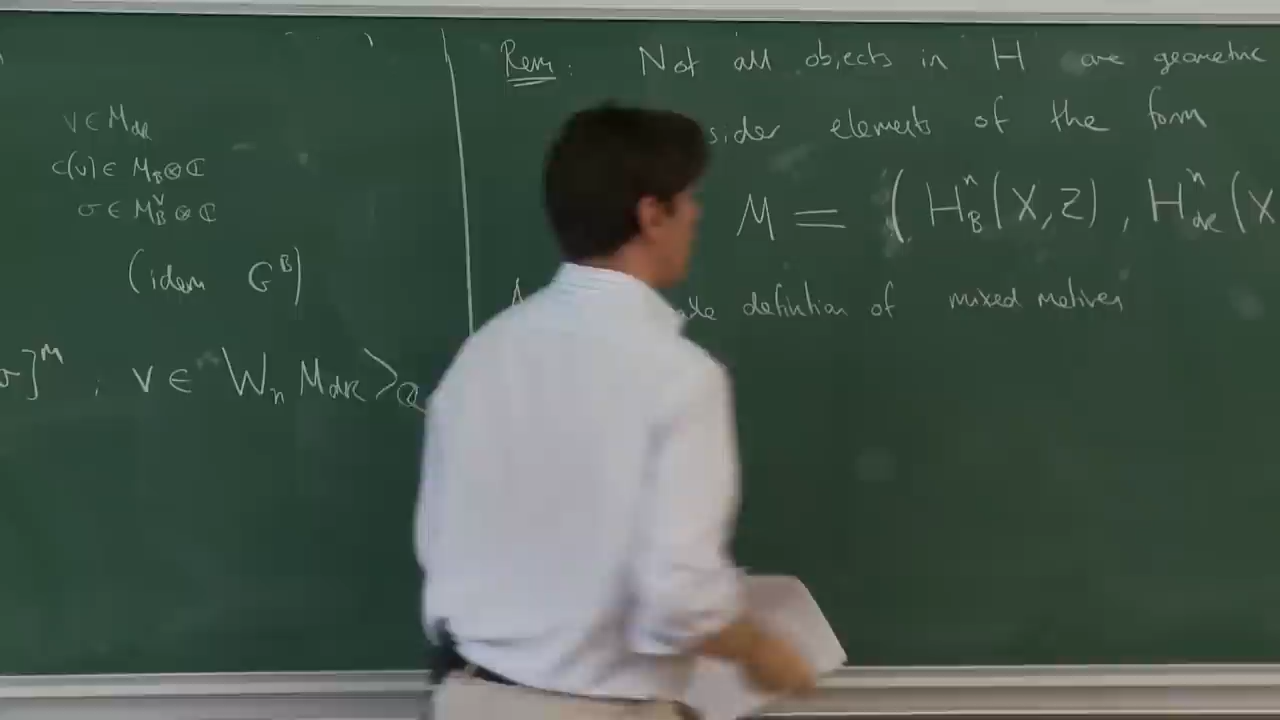 v ∈ M_dR
c(v) ∈ M_B ⊗ ℂ
σ ∈ M_B^∨ ⊗ ℂ
(idem G^B)
σ]^m , v ∈ W_n M_dR >_ℚ
Rem: Not all objects in H are geometric
sider elements of the form
M = ( H_B^n (X, Z) , H_dR^n (X
definition of mixed motives